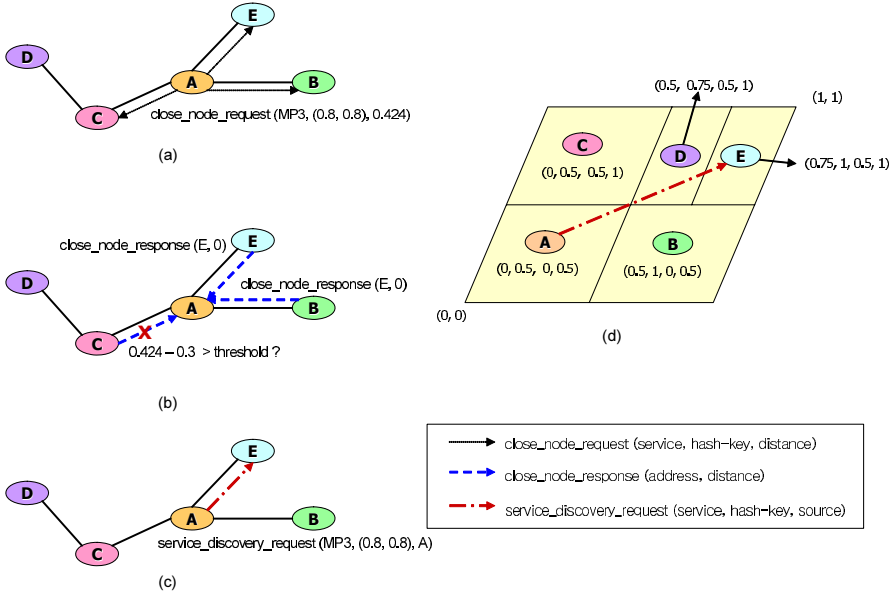 E
D
A
B
C
close_node_request (MP3, (0.8, 0.8), 0.424)
(a)
E
close_node_response (E, 0)
D
close_node_response (E, 0)
A
B
C
X
0.424 – 0.3 > threshold ?
(b)
E
D
A
B
service_discovery_request (MP3, (0.8, 0.8), A)
C
(c)
(0.5, 0.75, 0.5, 1)
(1, 1)
C
D
E
(0, 0.5, 0.5, 1)
(0.75, 1, 0.5, 1)
A
B
(0, 0.5, 0, 0.5)
(0.5, 1, 0, 0.5)
(0, 0)
(d)
close_node_request (service, hash-key, distance)
close_node_response (address, distance)
service_discovery_request (service, hash-key, source)